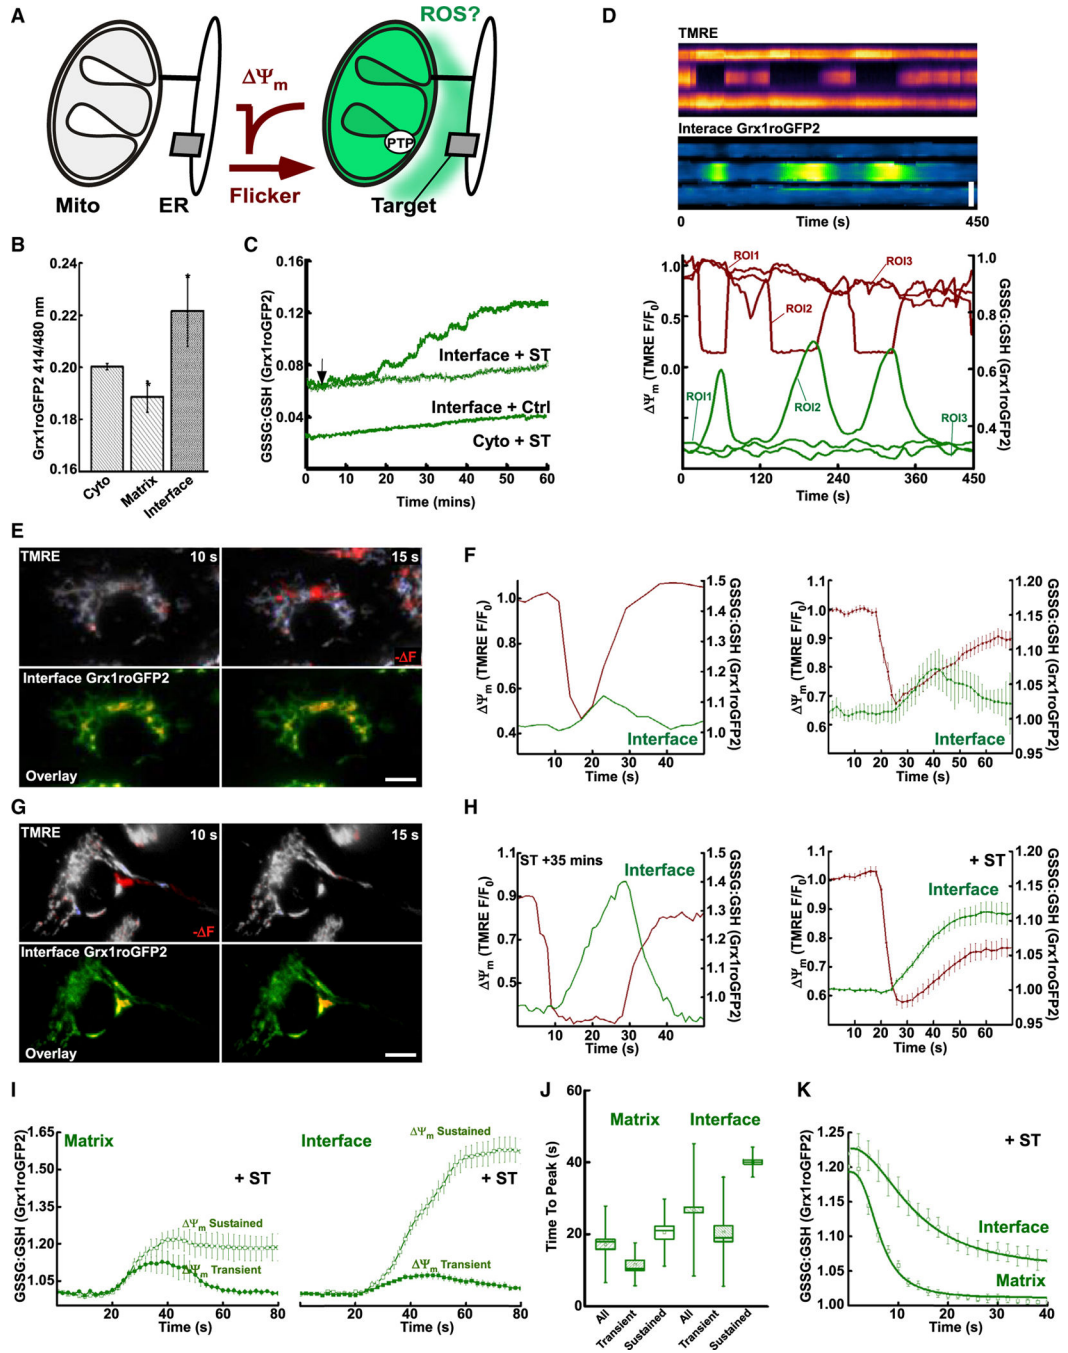 A
ROS?
ΔΨm
PTP
Flicker
Mito
ER
Target
B
Grx1roGFP2 414/480 nm
0.24
0.22
0.20
0.18
0.16
*
*
Cyto
Matrix
Interface
C
GSSG:GSH (Grx1roGFP2)
0.16
0.12
0.08
0.04
Interface + ST
Interface + Ctrl
Cyto + ST
0 10 20 30 40 50 60
Time (mins)
D
TMRE
Interace Grx1roGFP2
0 Time (s) 450
ΔΨm (TMRE F/F0)
1.0
0.5
0.0
ROI1
ROI3
ROI2
ROI1
ROI2
ROI3
1.0
0.8
0.6
0.4
GSSG:GSH (Grx1roGFP2)
0 120 240 360 450
Time (s)
E
TMRE 10 s
15 s
-ΔF
Interface Grx1roGFP2
Overlay
F
ΔΨm (TMRE F/F0)
1.0
0.8
0.6
0.4
Interface
1.5
1.4
1.3
1.2
1.1
1.0
GSSG:GSH (Grx1roGFP2)
0 10 20 30 40 50
Time (s)
ΔΨm (TMRE F/F0)
1.1
1.0
0.9
0.8
0.7
0.6
Interface
1.20
1.15
1.10
1.05
1.00
0.95
GSSG:GSH (Grx1roGFP2)
0 10 20 30 40 50 60
Time (s)
G
TMRE 10 s
15 s
-ΔF
Interface Grx1roGFP2
Overlay
H
ΔΨm (TMRE F/F0)
1.1
0.9
0.7
0.5
ST +35 mins
Interface
1.5
1.4
1.3
1.2
1.1
1.0
GSSG:GSH (Grx1roGFP2)
0 10 20 30 40 50
Time (s)
ΔΨm (TMRE F/F0)
1.1
1.0
0.9
0.8
0.7
0.6
+ ST
Interface
1.20
1.15
1.10
1.05
1.00
0.95
GSSG:GSH (Grx1roGFP2)
0 10 20 30 40 50 60
Time (s)
I
GSSG:GSH (Grx1roGFP2)
1.65
1.50
1.35
1.20
1.05
Matrix
+ ST
ΔΨm Sustained
ΔΨm Transient
0 20 40 60 80
Time (s)
Interface
ΔΨm Sustained
+ ST
ΔΨm Transient
0 20 40 60 80
Time (s)
J
Time To Peak (s)
60
40
20
0
Matrix Interface
All
Transient
Sustained
All
Transient
Sustained
K
GSSG:GSH (Grx1roGFP2)
1.25
1.20
1.15
1.10
1.05
1.00
+ ST
Interface
Matrix
10 20 30 40
Time (s)